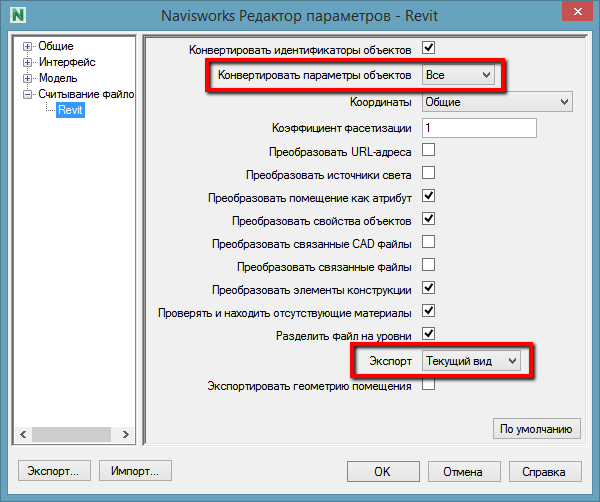 Navisworks Редактор параметров - Revit
Общие
Интерфейс
Модель
Считывание файло
Revit
Конвертировать идентификаторы объектов
Конвертировать параметры объектов Все
Координаты Общие
Коэффициент фасетизации 1
Преобразовать URL-адреса
Преобразовать источники света
Преобразовать помещение как атрибут
Преобразовать свойства объектов
Преобразовать связанные CAD файлы
Преобразовать связанные файлы
Преобразовать элементы конструкции
Проверять и находить отсутствующие материалы
Разделить файл на уровни
Экспорт Текущий вид
Экспортировать геометрию помещения
По умолчанию
Экспорт... Импорт... OK Отмена Справка